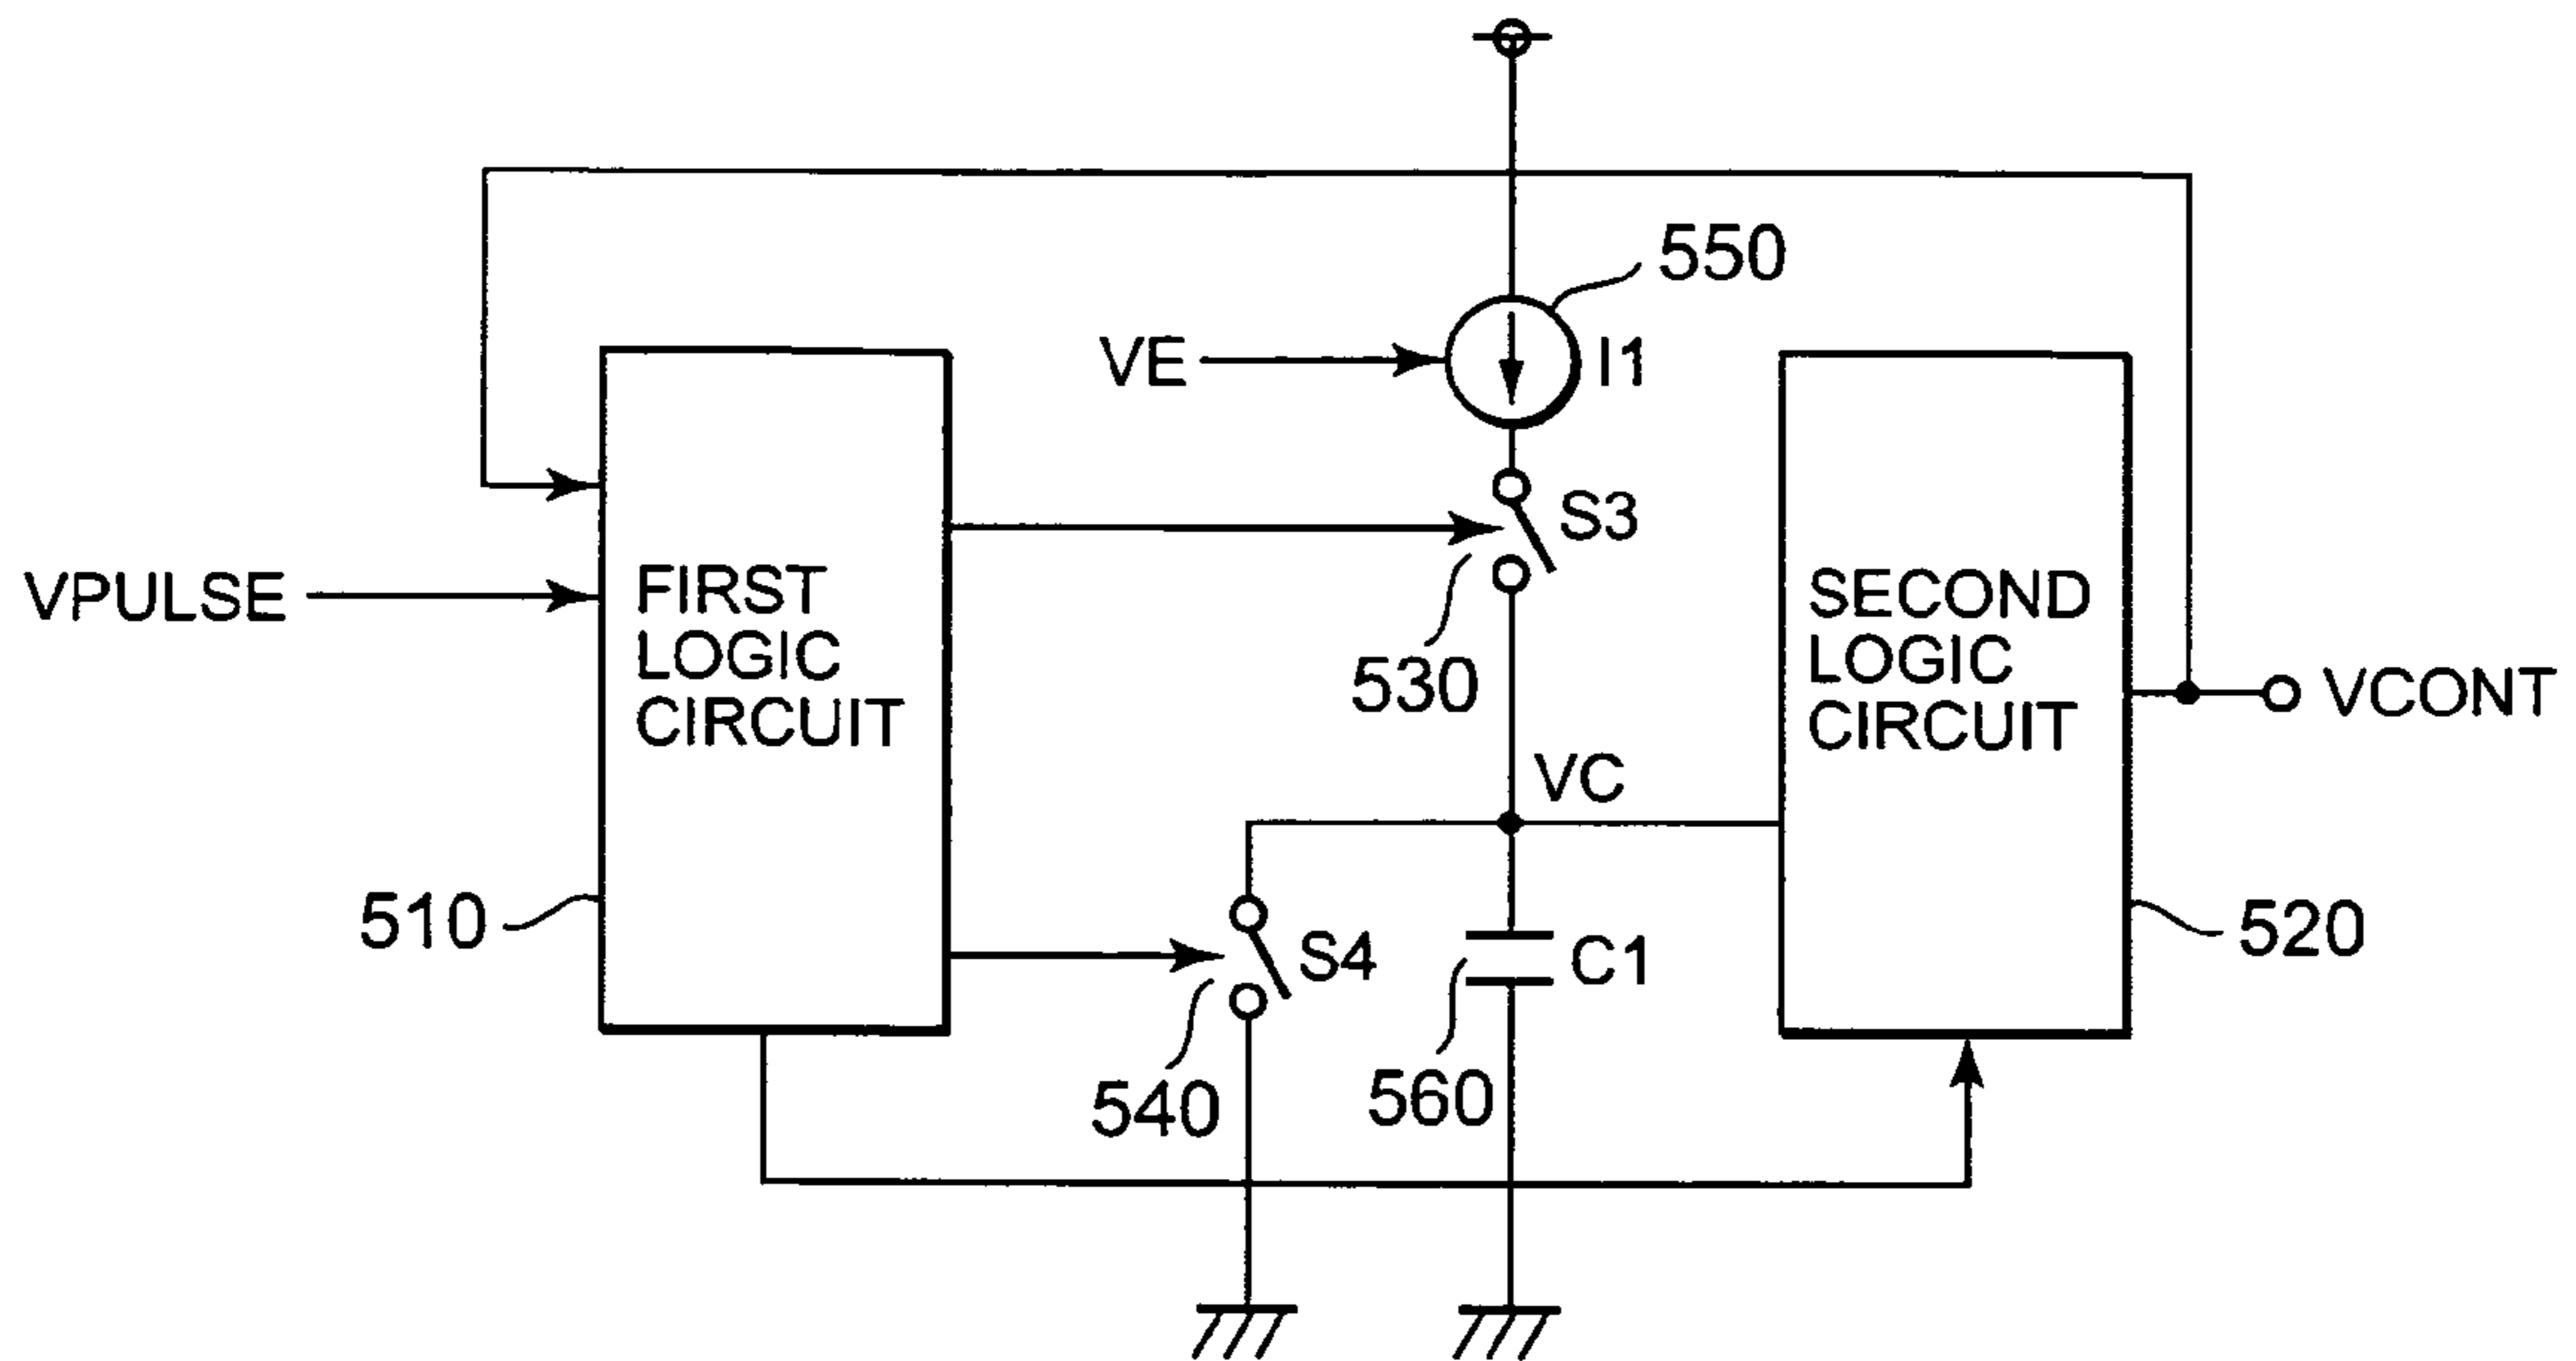 550
VE
I1
S3
VPULSE
FIRST
LOGIC
CIRCUIT
530
SECOND
LOGIC
CIRCUIT
VCONT
VC
510
S4
C1
520
540
560